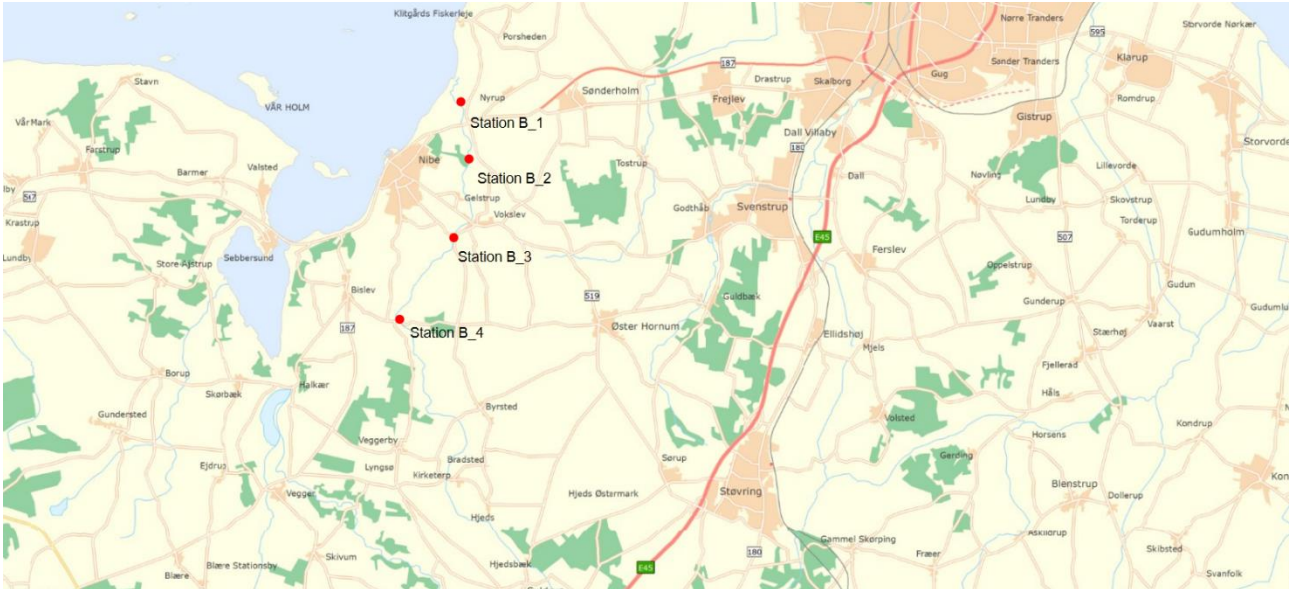 Klitgårds Fiskerleje
Nørre Tranders
Storvorde Nørkær
595
Porsheden
187
Drastrup
Skalborg
Gug
Sønder Tranders
Klarup
Stavn
VÅR HOLM
Nyrup
Sønderholm
Frejlev
Romdrup
Station B_1
Gistrup
Vår Mark
Farstrup
Dall Villaby
180
Storvorde
Nibe
Tostrup
Valsted
Barmer
Station B_2
Dall
Nøvling
Lillevorde
547
Gelstrup
Lundby
Skovstrup
Krastrup
Vokslev
Godthåb
Svenstrup
Torderup
Gudumholm
E45
507
Lundby
Sebbersund
Store-Ajstrup
Station B_3
Ferslev
Oppelstrup
Gudun
Bislev
519
Guldbæk
Gunderup
187
Station B_4
Øster Hornum
Ellidshøj
Mjels
Stærhøj
Vaarst
Fjellerad
Borup
Halkær
Skørbæk
Håls
Gundersted
Byrsted
Volsted
Kondrup
Horsens
Veggerby
Ejdrup
Lyngsø
Bradsted
Kirketerp
Sørup
Gerding
Vegger
Hjeds Østermark
Støvring
Blenstrup
Dollerup
Hjeds
Askildrup
Skivum
180
Gammel Skørping
Fræer
Skibsted
Blære
Blære Stationsby
Hjedsbæk
E45
Svanfolk